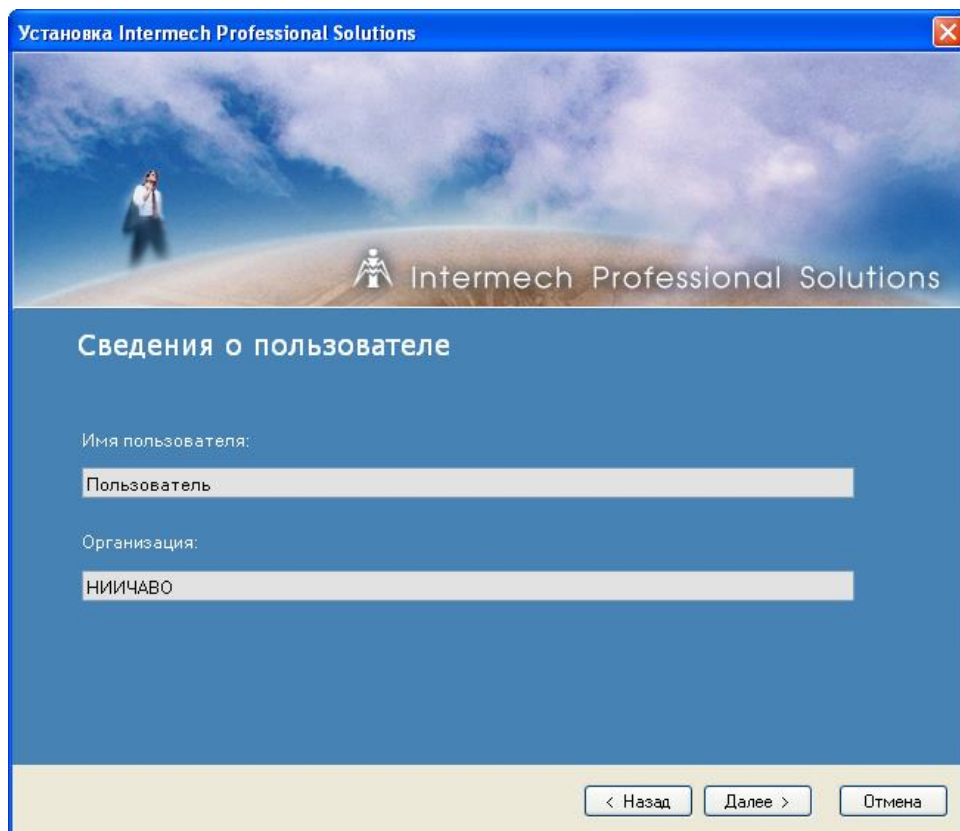 Установка Intermech Professional Solutions
Intermech Professional Solutions
Сведения о пользователе
Имя пользователя:
Пользователь
Организация:
НИИЧАВО
< Назад
Далее >
Отмена